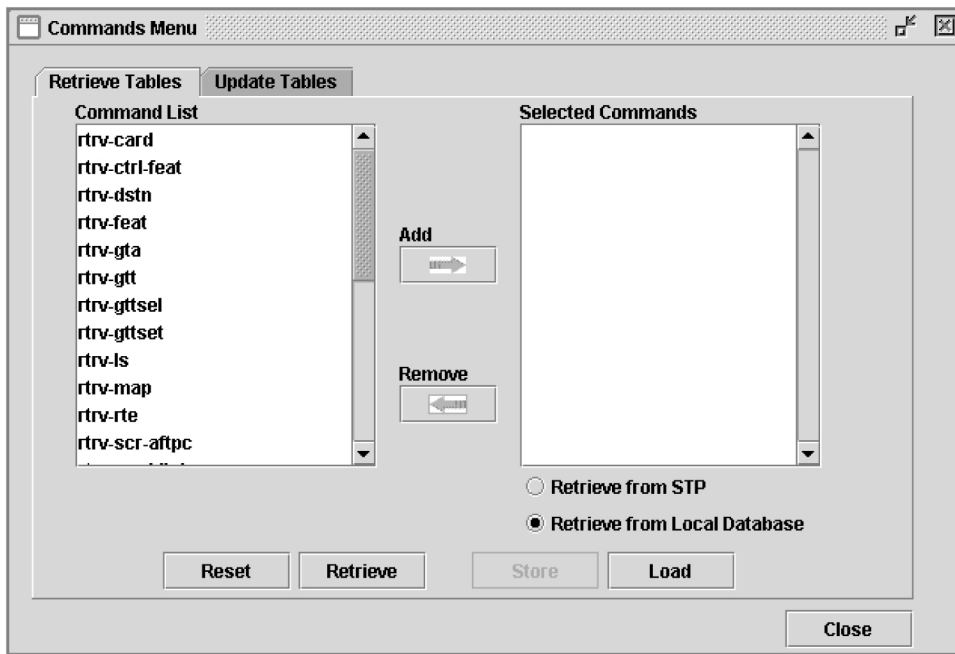 Commands Menu
Retrieve Tables
Update Tables
Command List
rtrv-card
rtrv-ctrl-feat
rtrv-dstn
rtrv-feat
rtrv-gta
rtrv-gtt
rtrv-gttsel
rtrv-gttset
rtrv-ls
rtrv-map
rtrv-rte
rtrv-scr-aftpc
Add
Remove
Selected Commands
Retrieve from STP
Retrieve from Local Database
Reset
Retrieve
Store
Load
Close